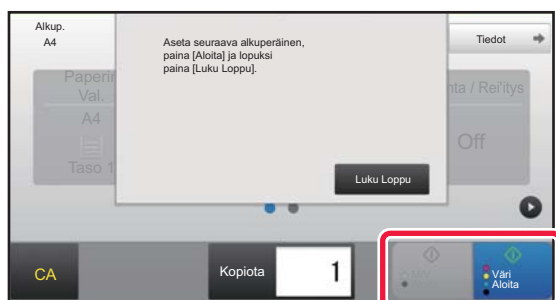 Alkup.
A4
Aseta seuraava alkuperäinen,
paina [Aloita] ja lopuksi
paina [Luku Loppu].
Tiedot
Paperin
Val.
A4
Taso 1
nta / Rei'itys
Off
Luku Loppu
CA
Kopiota
1
Väri
Aloita